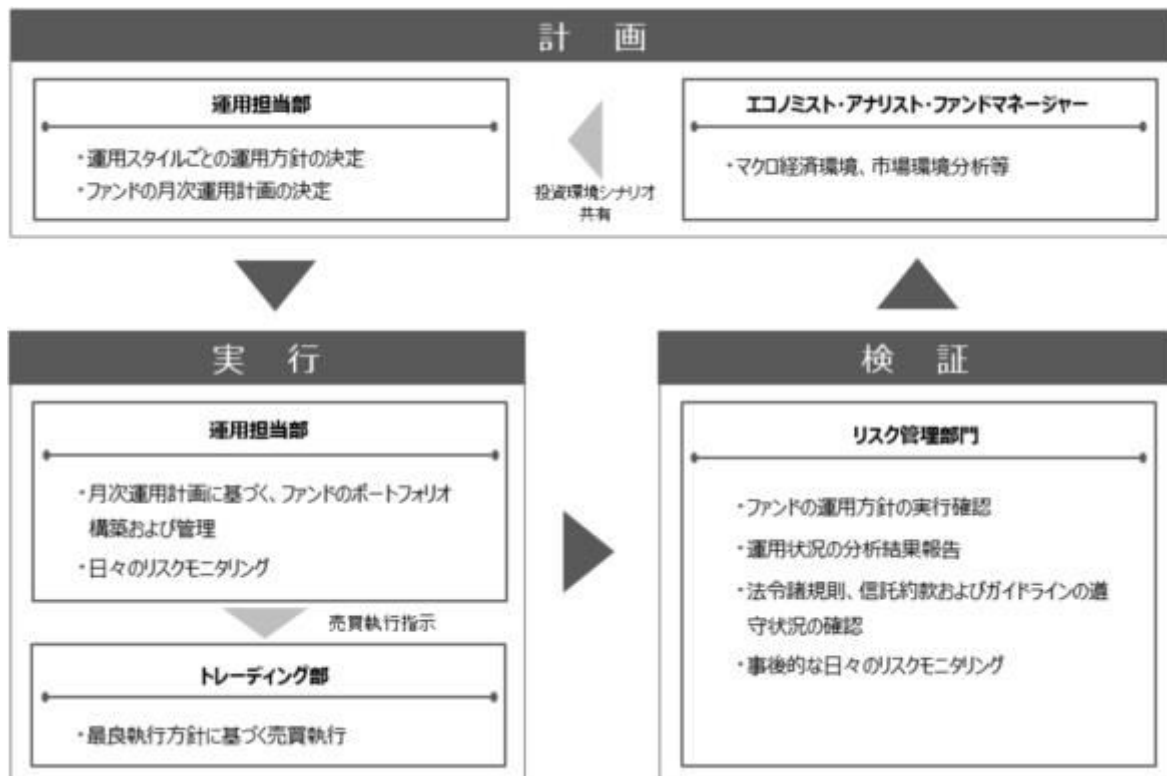 計 画
運用担当部
・運用スタイルごとの運用方針の決定
・ファンドの月次運用計画の決定
投資環境シナリオ
共有
エコノミスト・アナリスト・ファンドマネージャー
・マクロ経済環境、市場環境分析等
実 行
運用担当部
・月次運用計画に基づく、ファンドのポートフォリオ
構築および管理
・日々のリスクモニタリング
売買執行指示
トレーディング部
・最良執行方針に基づく売買執行
検 証
リスク管理部門
・ファンドの運用方針の実行確認
・運用状況の分析結果報告
・法令諸規則、信託約款およびガイドラインの遵
守状況の確認
・事後的な日々のリスクモニタリング